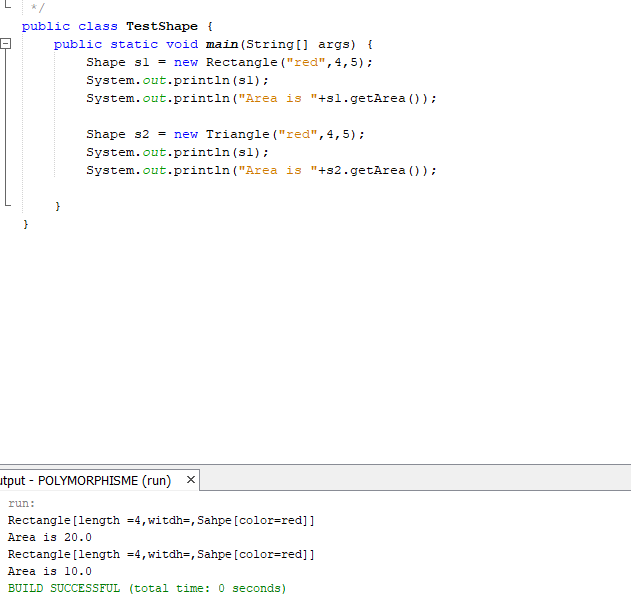 */
public class TestShape {
    public static void main(String[] args) {
        Shape s1 = new Rectangle("red",4,5);
        System.out.println(s1);
        System.out.println("Area is "+s1.getArea());

        Shape s2 = new Triangle("red",4,5);
        System.out.println(s1);
        System.out.println("Area is "+s2.getArea());

    }
}
utput - POLYMORPHISME (run) ×
run:
Rectangle[length =4,witdh=,Sahpe[color=red]]
Area is 20.0
Rectangle[length =4,witdh=,Sahpe[color=red]]
Area is 10.0
BUILD SUCCESSFUL (total time: 0 seconds)